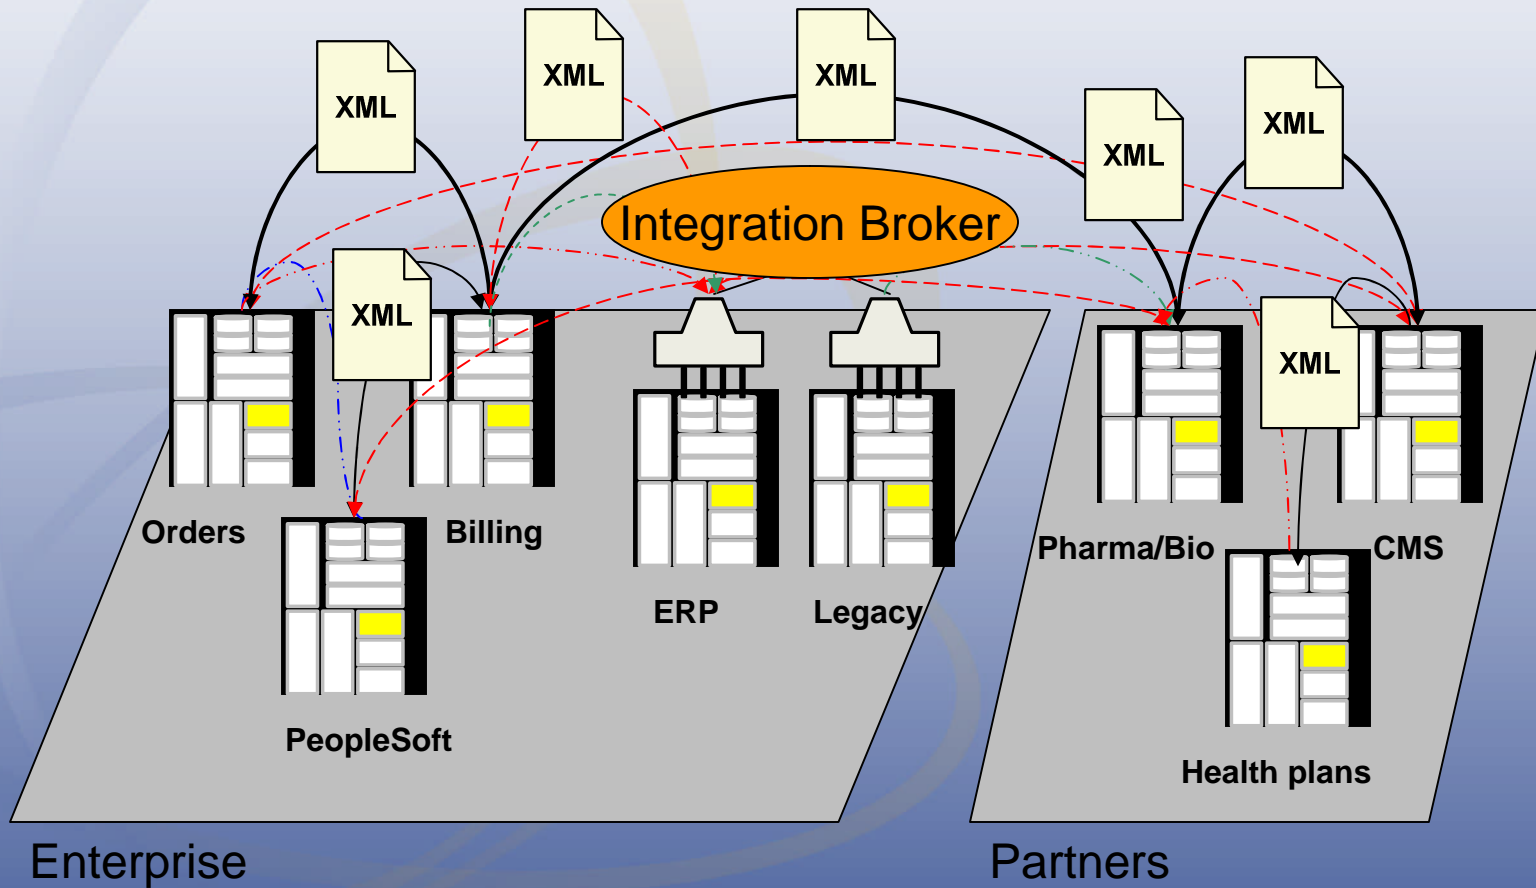 XML
XML
XML
XML
XML
XML
XML
Integration Broker
Orders
Billing
PeopleSoft
ERP
Legacy
Pharma/Bio
CMS
Health plans
Enterprise
Partners